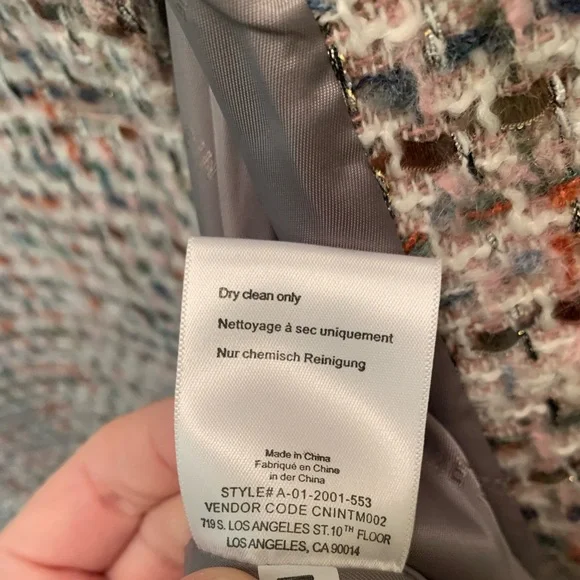 Dry clean only
Nettoyage à sec uniquement
Nur chemisch Reinigung
Made in China
Fabriqué en Chine
in der China
STYLE# A-01-2001-553
VENDOR CODE CNINTM002
719 S. LOS ANGELES ST. 10TH FLOOR
LOS ANGELES, CA 90014